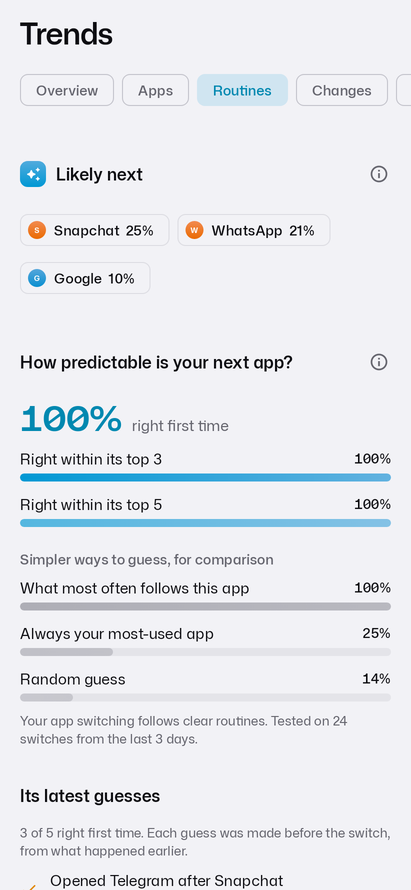 Trends
Overview
Apps
Routines
Changes
Likely next
S Snapchat 25%
W WhatsApp 21%
G Google 10%
How predictable is your next app?
100% right first time
Right within its top 3 100%
Right within its top 5 100%
Simpler ways to guess, for comparison
What most often follows this app 100%
Always your most-used app 25%
Random guess 14%
Your app switching follows clear routines. Tested on 24
switches from the last 3 days.
Its latest guesses
3 of 5 right first time. Each guess was made before the switch,
from what happened earlier.
Opened Telegram after Snapchat